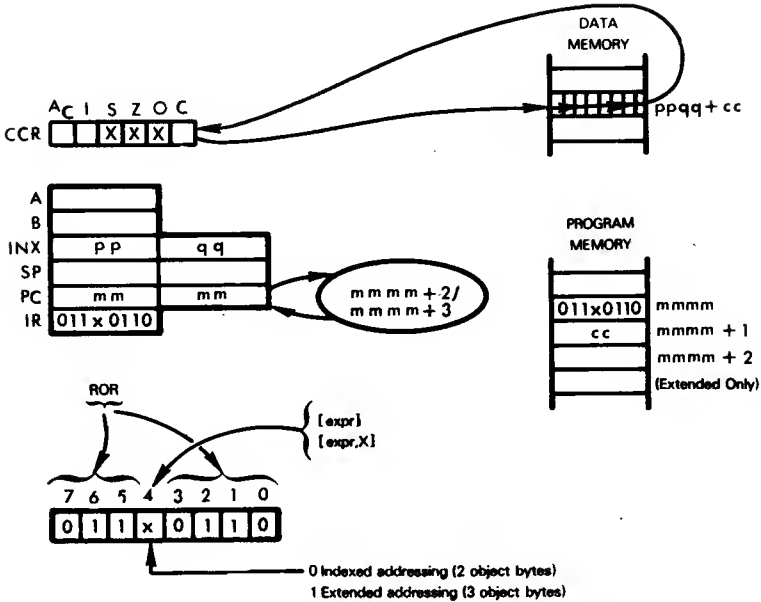 DATA
MEMORY
ppqq + cc
AC I S Z O C
CCR X X X
A
B
INX pp qq
SP
PC mm mm
IR 011x0110
mmmm+2/
mmmm+3
PROGRAM
MEMORY
011x0110 mmmm
cc mmmm + 1
mmmm + 2
(Extended Only)
ROR
[expr]
[expr,X]
7 6 5 4 3 2 1 0
0 1 1 x 0 1 1 0
0 Indexed addressing (2 object bytes)
1 Extended addressing (3 object bytes)